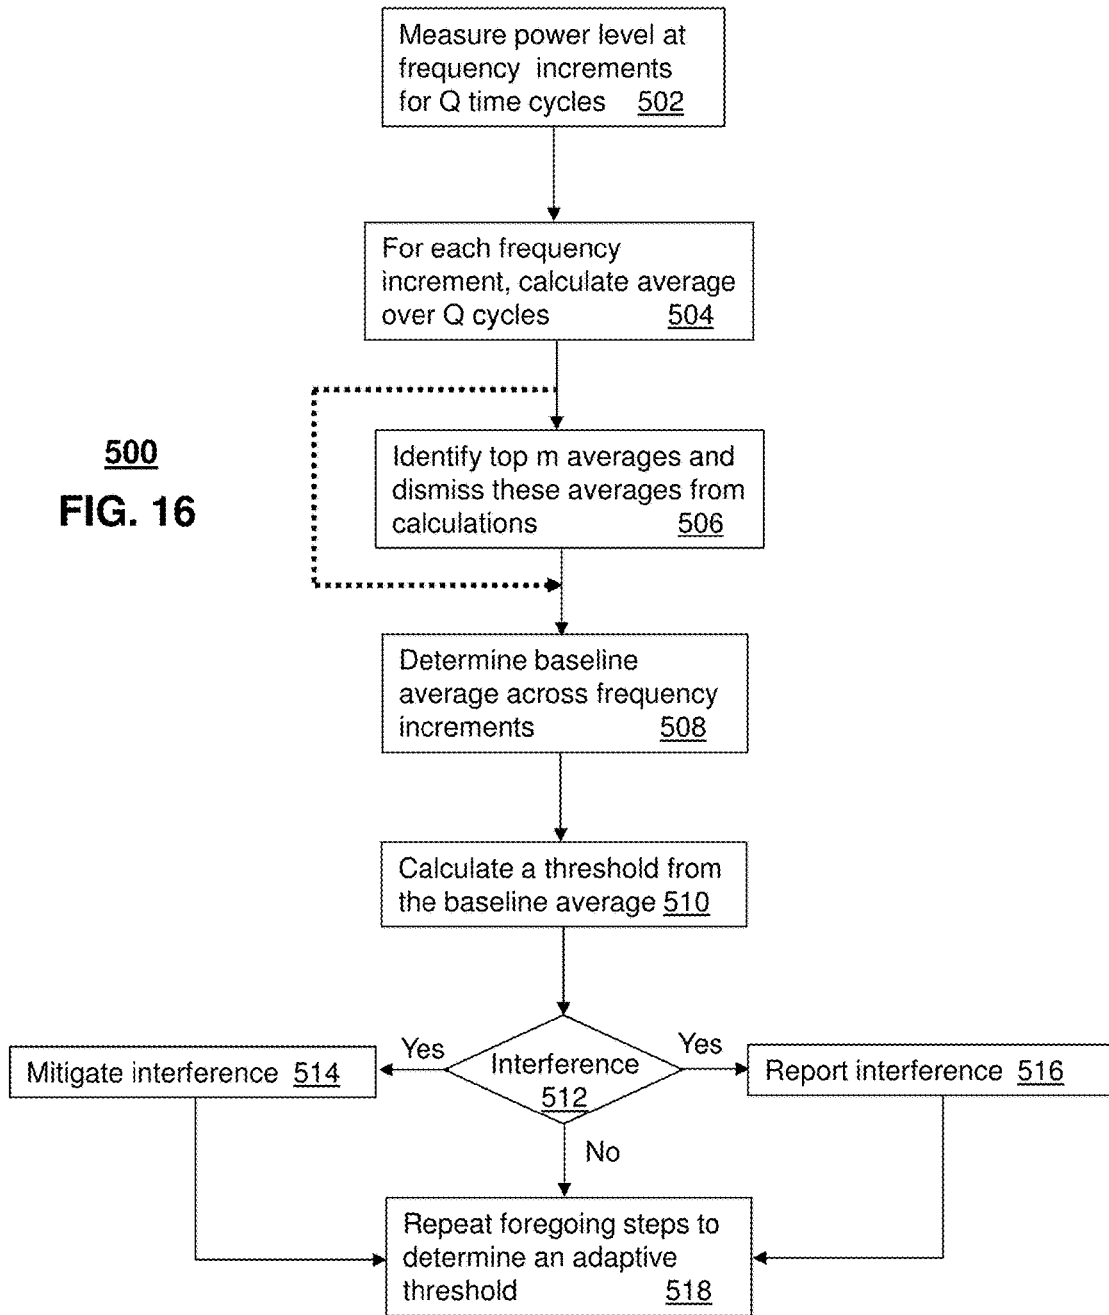 Measure power level at
frequency increments
for Q time cycles 502
For each frequency
increment, calculate average
over Q cycles 504
500
FIG. 16
Identify top m averages and
dismiss these averages from
calculations 506
Determine baseline
average across frequency
increments 508
Calculate a threshold from
the baseline average 510
Yes
Yes
Mitigate interference 514
Interference
512
Report interference 516
No
Repeat foregoing steps to
determine an adaptive
threshold 518